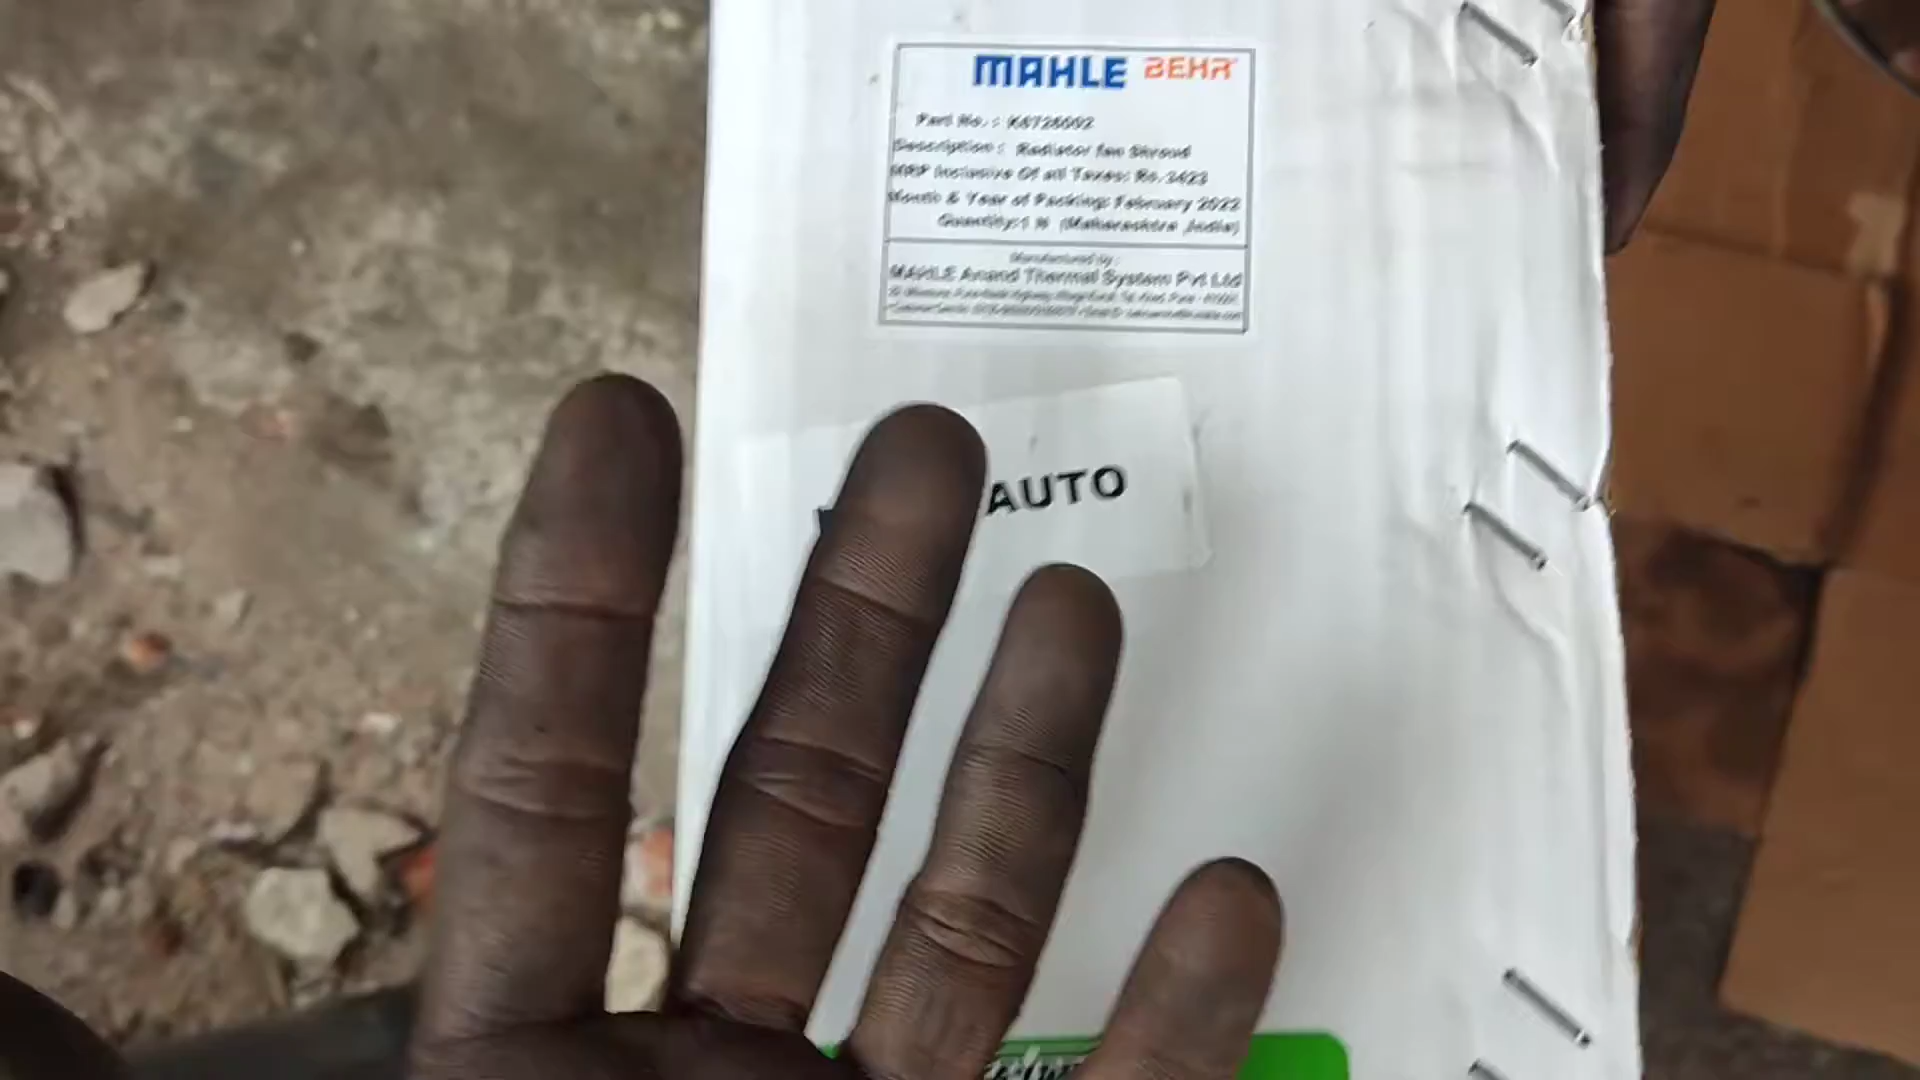 MAHLE BEHR
Part No. : K6726002
Description : Radiator fan Shroud
MRP Inclusive Of all Taxes: Rs.3423
Month & Year of Packing: February 2022
Quantity:1 N (Maharashtra ,India)
Manufactured by :
MAHLE Anand Thermal System Pvt Ltd
AUTO